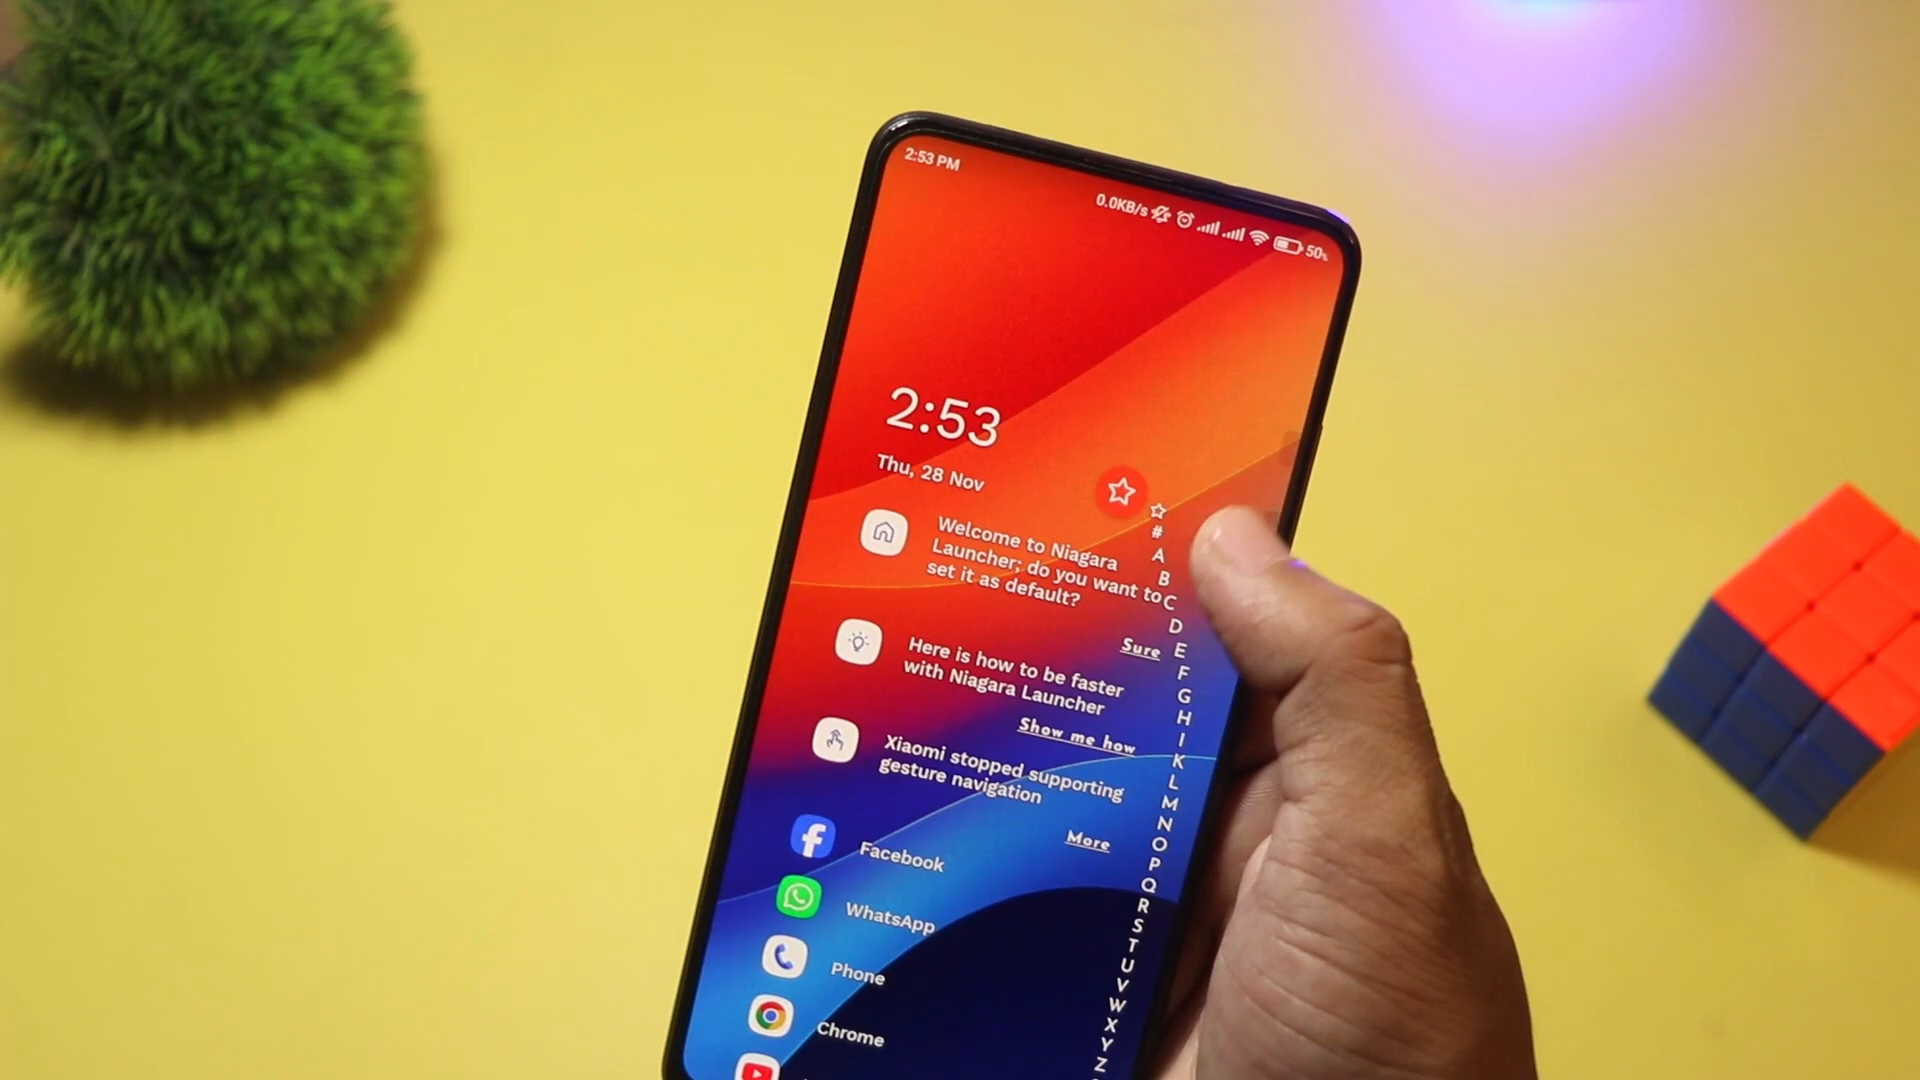 2:53 PM
0.0KB/s
50%
2:53
Thu, 28 Nov
Welcome to Niagara
Launcher; do you want to
set it as default?
Sure
Here is how to be faster
with Niagara Launcher
Show me how
Xiaomi stopped supporting
gesture navigation
More
Facebook
WhatsApp
Phone
Chrome
#
A
B
C
D
E
F
G
H
I
K
L
M
N
O
P
Q
R
S
T
U
V
W
X
Y
Z